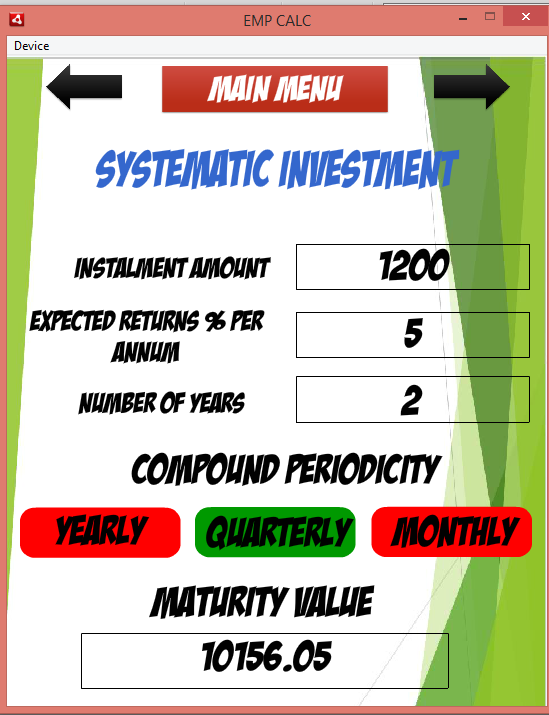 EMP CALC
Device
MAIN MENU
SYSTEMATIC INVESTMENT
INSTALMENT AMOUNT
1200
EXPECTED RETURNS % PER
ANNUM
5
NUMBER OF YEARS
2
COMPOUND PERIODICITY
YEARLY
QUARTERLY
MONTHLY
MATURITY VALUE
10156.05